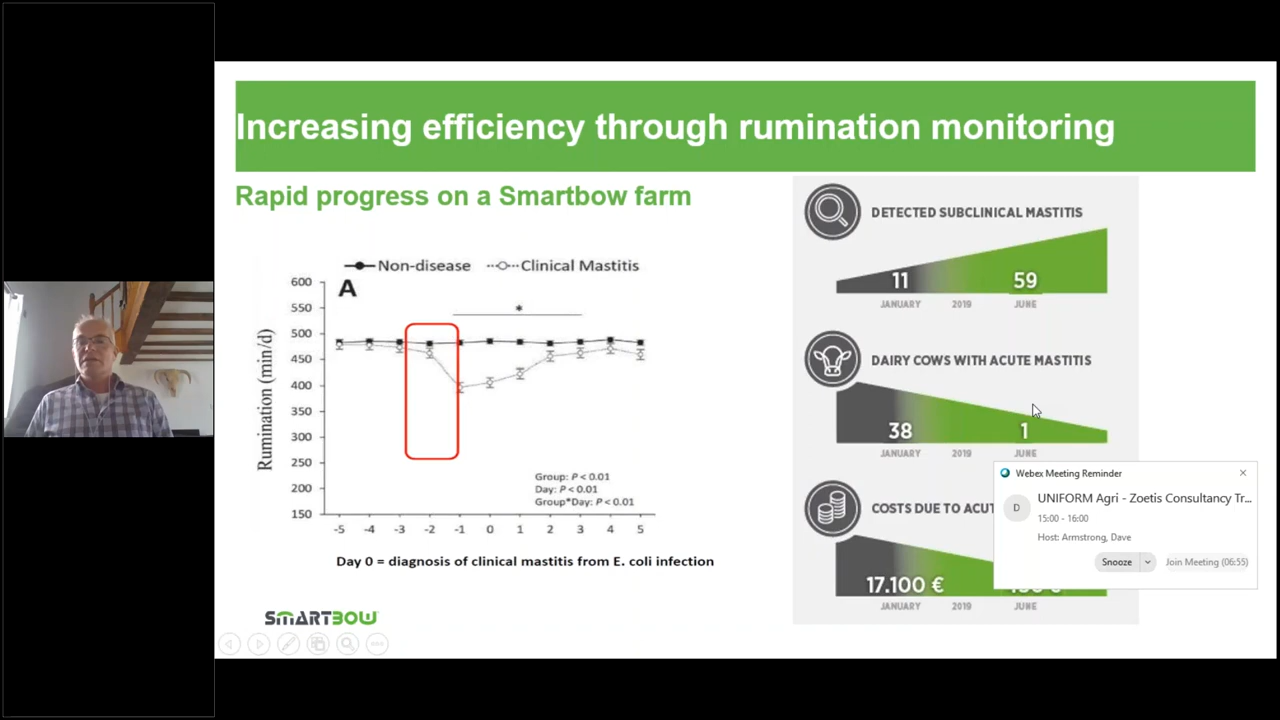 Increasing efficiency through rumination monitoring
Rapid progress on a Smartbow farm
Non-disease
Clinical Mastitis
A
*
600
550
500
450
400
350
300
250
200
150
Rumination (min/d)
Group: P < 0.01
Day: P < 0.01
Group*Day: P < 0.01
-5 -4 -3 -2 -1 0 1 2 3 4 5
Day 0 = diagnosis of clinical mastitis from E. coli infection
SMARTBOW
DETECTED SUBCLINICAL MASTITIS
11 59
JANUARY 2019 JUNE
DAIRY COWS WITH ACUTE MASTITIS
38 1
JANUARY 2019 JUNE
COSTS DUE TO ACUT
17.100 €
JANUARY 2019 JUNE
Webex Meeting Reminder
D
UNIFORM Agri - Zoetis Consultancy Tr...
15:00 - 16:00
Host: Armstrong, Dave
Snooze
Join Meeting (06:55)